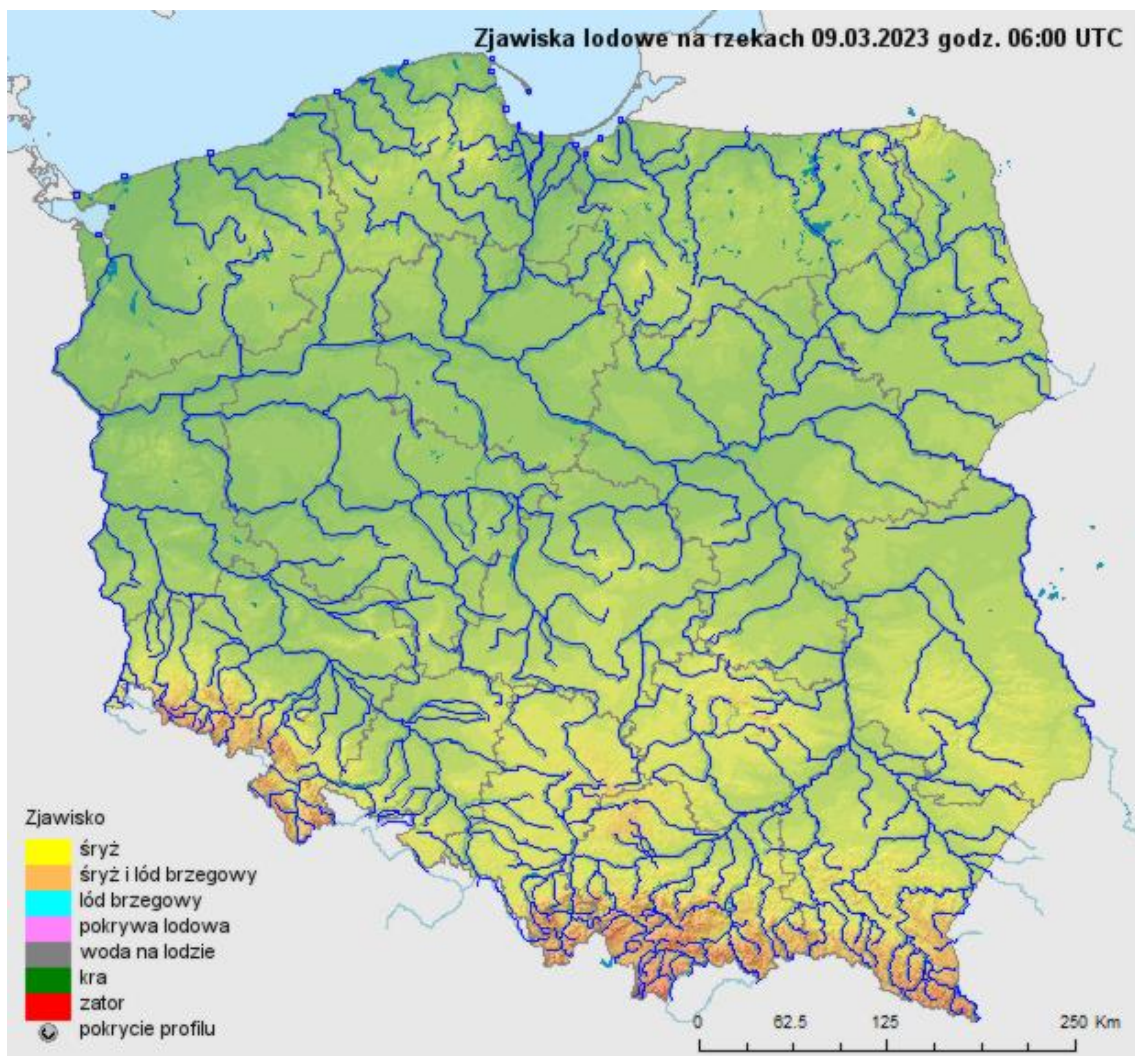 Zjawiska lodowe na rzekach 09.03.2023 godz. 06:00 UTC
Zjawisko
śryż
śryż i lód brzegowy
lód brzegowy
pokrywa lodowa
woda na lodzie
kra
zator
pokrycie profilu
0 62.5 125 250 Km